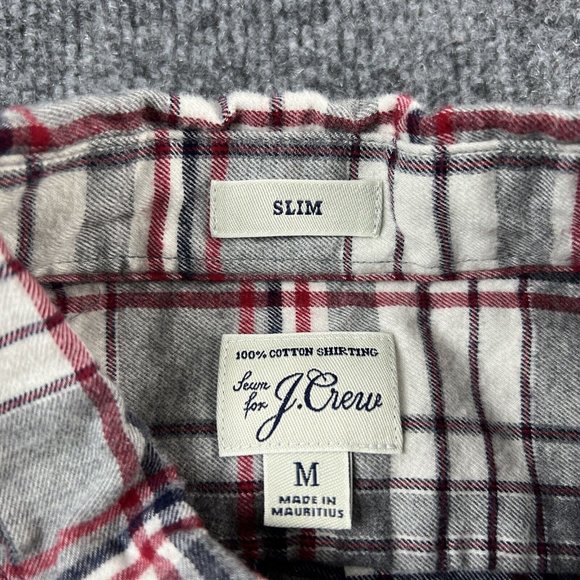 SLIM
100% COTTON SHIRTING
Sewn
for J.Crew
M
MADE IN
MAURITIUS